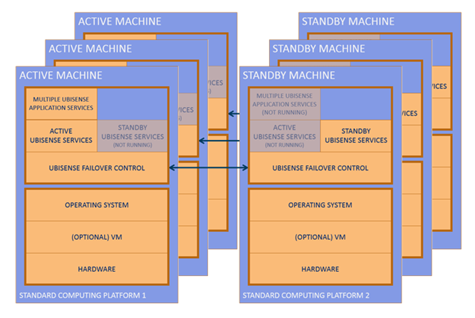 ACTIVE MACHINE
ACTIVE MACHINE
ACTIVE MACHINE
MULTIPLE UBISENSE
APPLICATION SERVICES
ACTIVE
UBISENSE SERVICES
STANDBY
UBISENSE SERVICES
(NOT RUNNING)
UBISENSE FAILOVER CONTROL
OPERATING SYSTEM
(OPTIONAL) VM
HARDWARE
STANDARD COMPUTING PLATFORM 1
STANDBY MACHINE
STANDBY MACHINE
STANDBY MACHINE
MULTIPLE UBISENSE
APPLICATION SERVICES
(NOT RUNNING)
ACTIVE
UBISENSE SERVICES
(NOT RUNNING)
STANDBY
UBISENSE SERVICES
UBISENSE FAILOVER CONTROL
OPERATING SYSTEM
(OPTIONAL) VM
HARDWARE
STANDARD COMPUTING PLATFORM 2